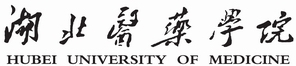 湖北醫藥學院
HUBEI UNIVERSITY OF MEDICINE